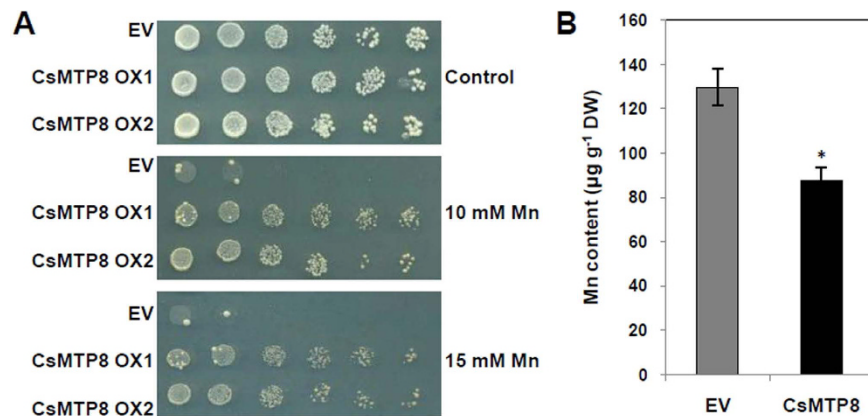 A
EV
CsMTP8 OX1
CsMTP8 OX2
Control
EV
CsMTP8 OX1
CsMTP8 OX2
10 mM Mn
EV
CsMTP8 OX1
CsMTP8 OX2
15 mM Mn
B
Mn content (µg g⁻¹ DW)
160
140
120
100
80
60
40
20
0
*
EV
CsMTP8